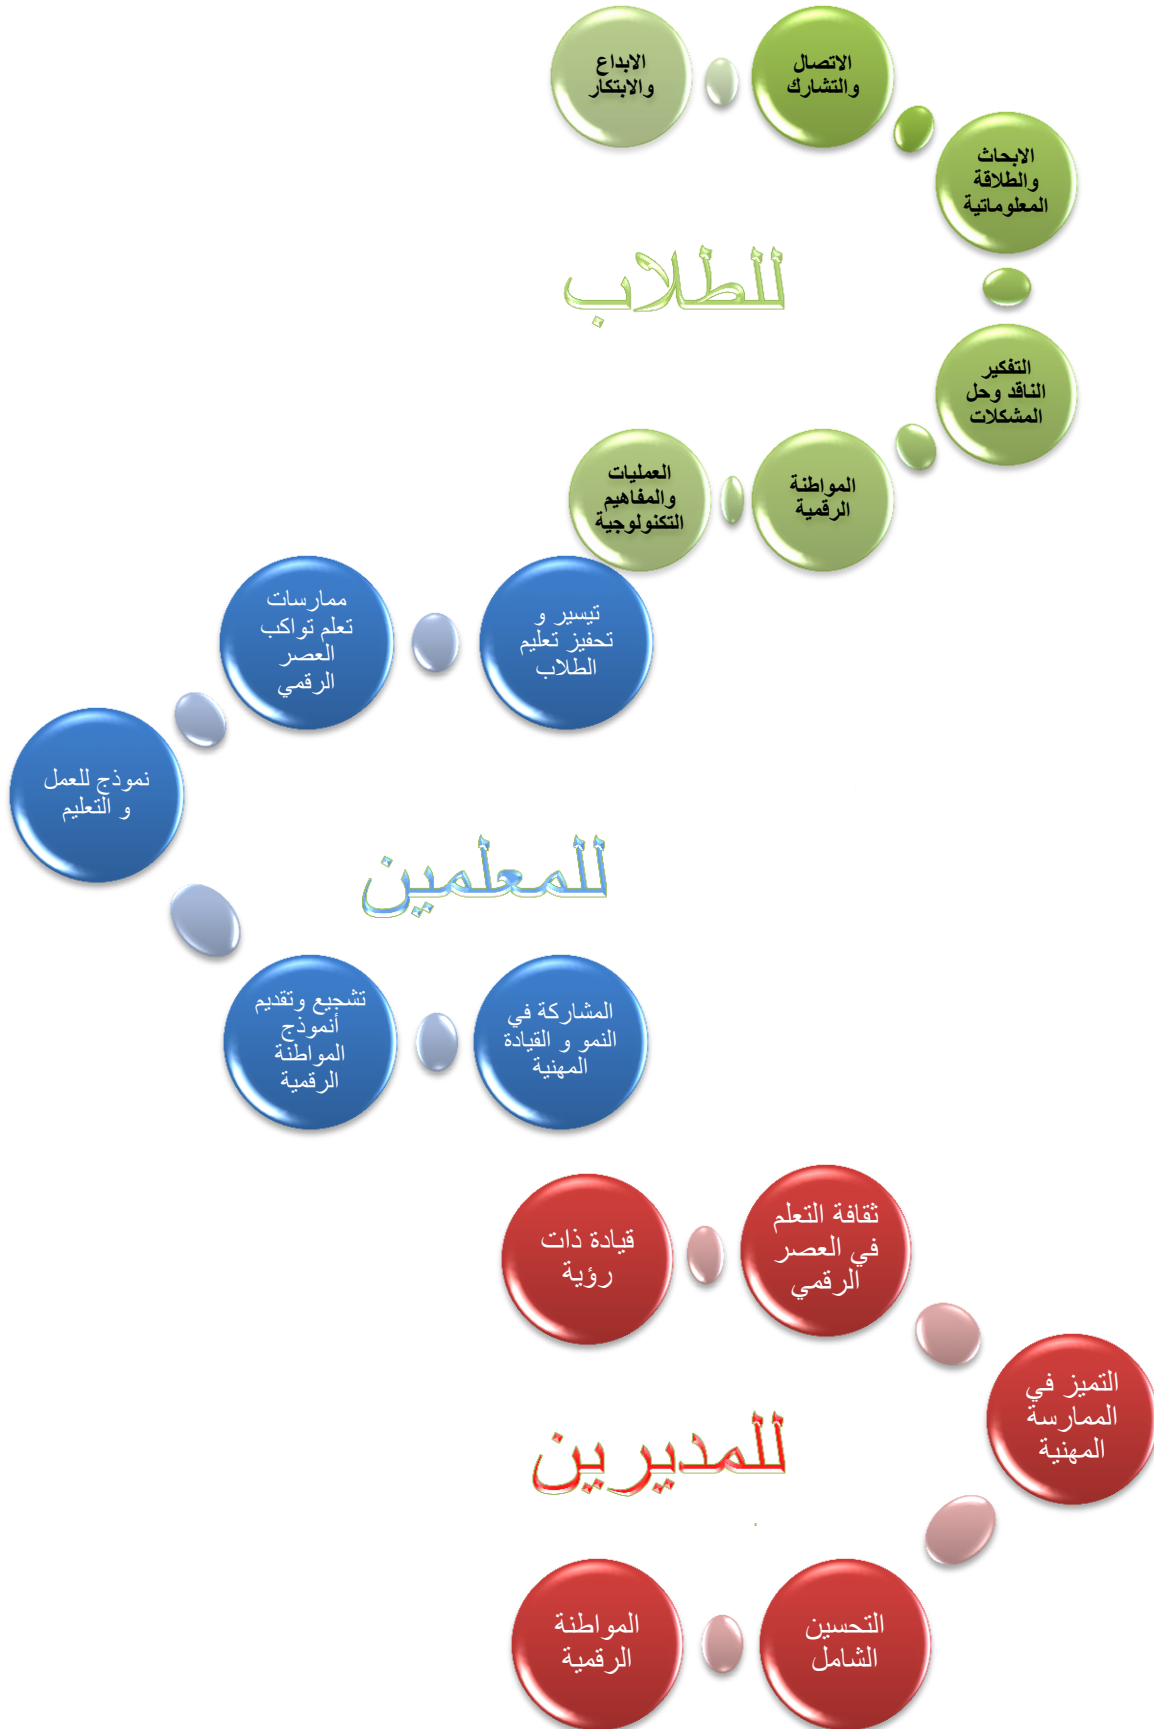 الابداع
والابتكار
الاتصال
والتشارك
الابحاث
والطلاقة
المعلوماتية
للطلاب
التفكير
الناقد وحل
المشكلات
المواطنة
الرقمية
العمليات
والمفاهيم
التكنولوجية
تيسير و
تحفيز تعليم
الطلاب
ممارسات
تعلم تواكب
العصر
الرقمي
نموذج للعمل
و التعليم
للمعلمين
تشجيع وتقديم
أنموذج
المواطنة
الرقمية
المشاركة في
النمو و القيادة
المهنية
قيادة ذات
رؤية
ثقافة التعلم
في العصر
الرقمي
التميز في
الممارسة
المهنية
للمديرين
التحسين
الشامل
المواطنة
الرقمية